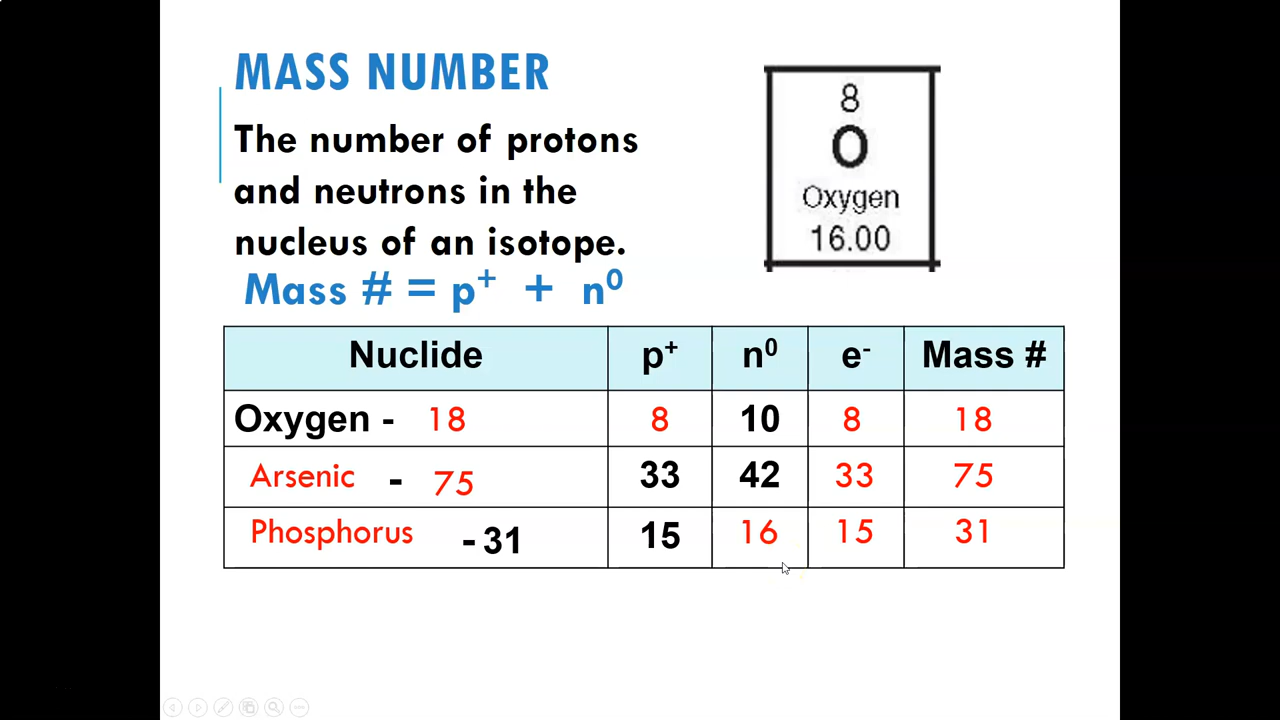 MASS NUMBER
The number of protons
and neutrons in the
nucleus of an isotope.
Mass # = p⁺ + n⁰
8
O
Oxygen
16.00
Nuclide p⁺ n⁰ e⁻ Mass #
Oxygen - 18 8 10 8 18
Arsenic - 75 33 42 33 75
Phosphorus - 31 15 16 15 31